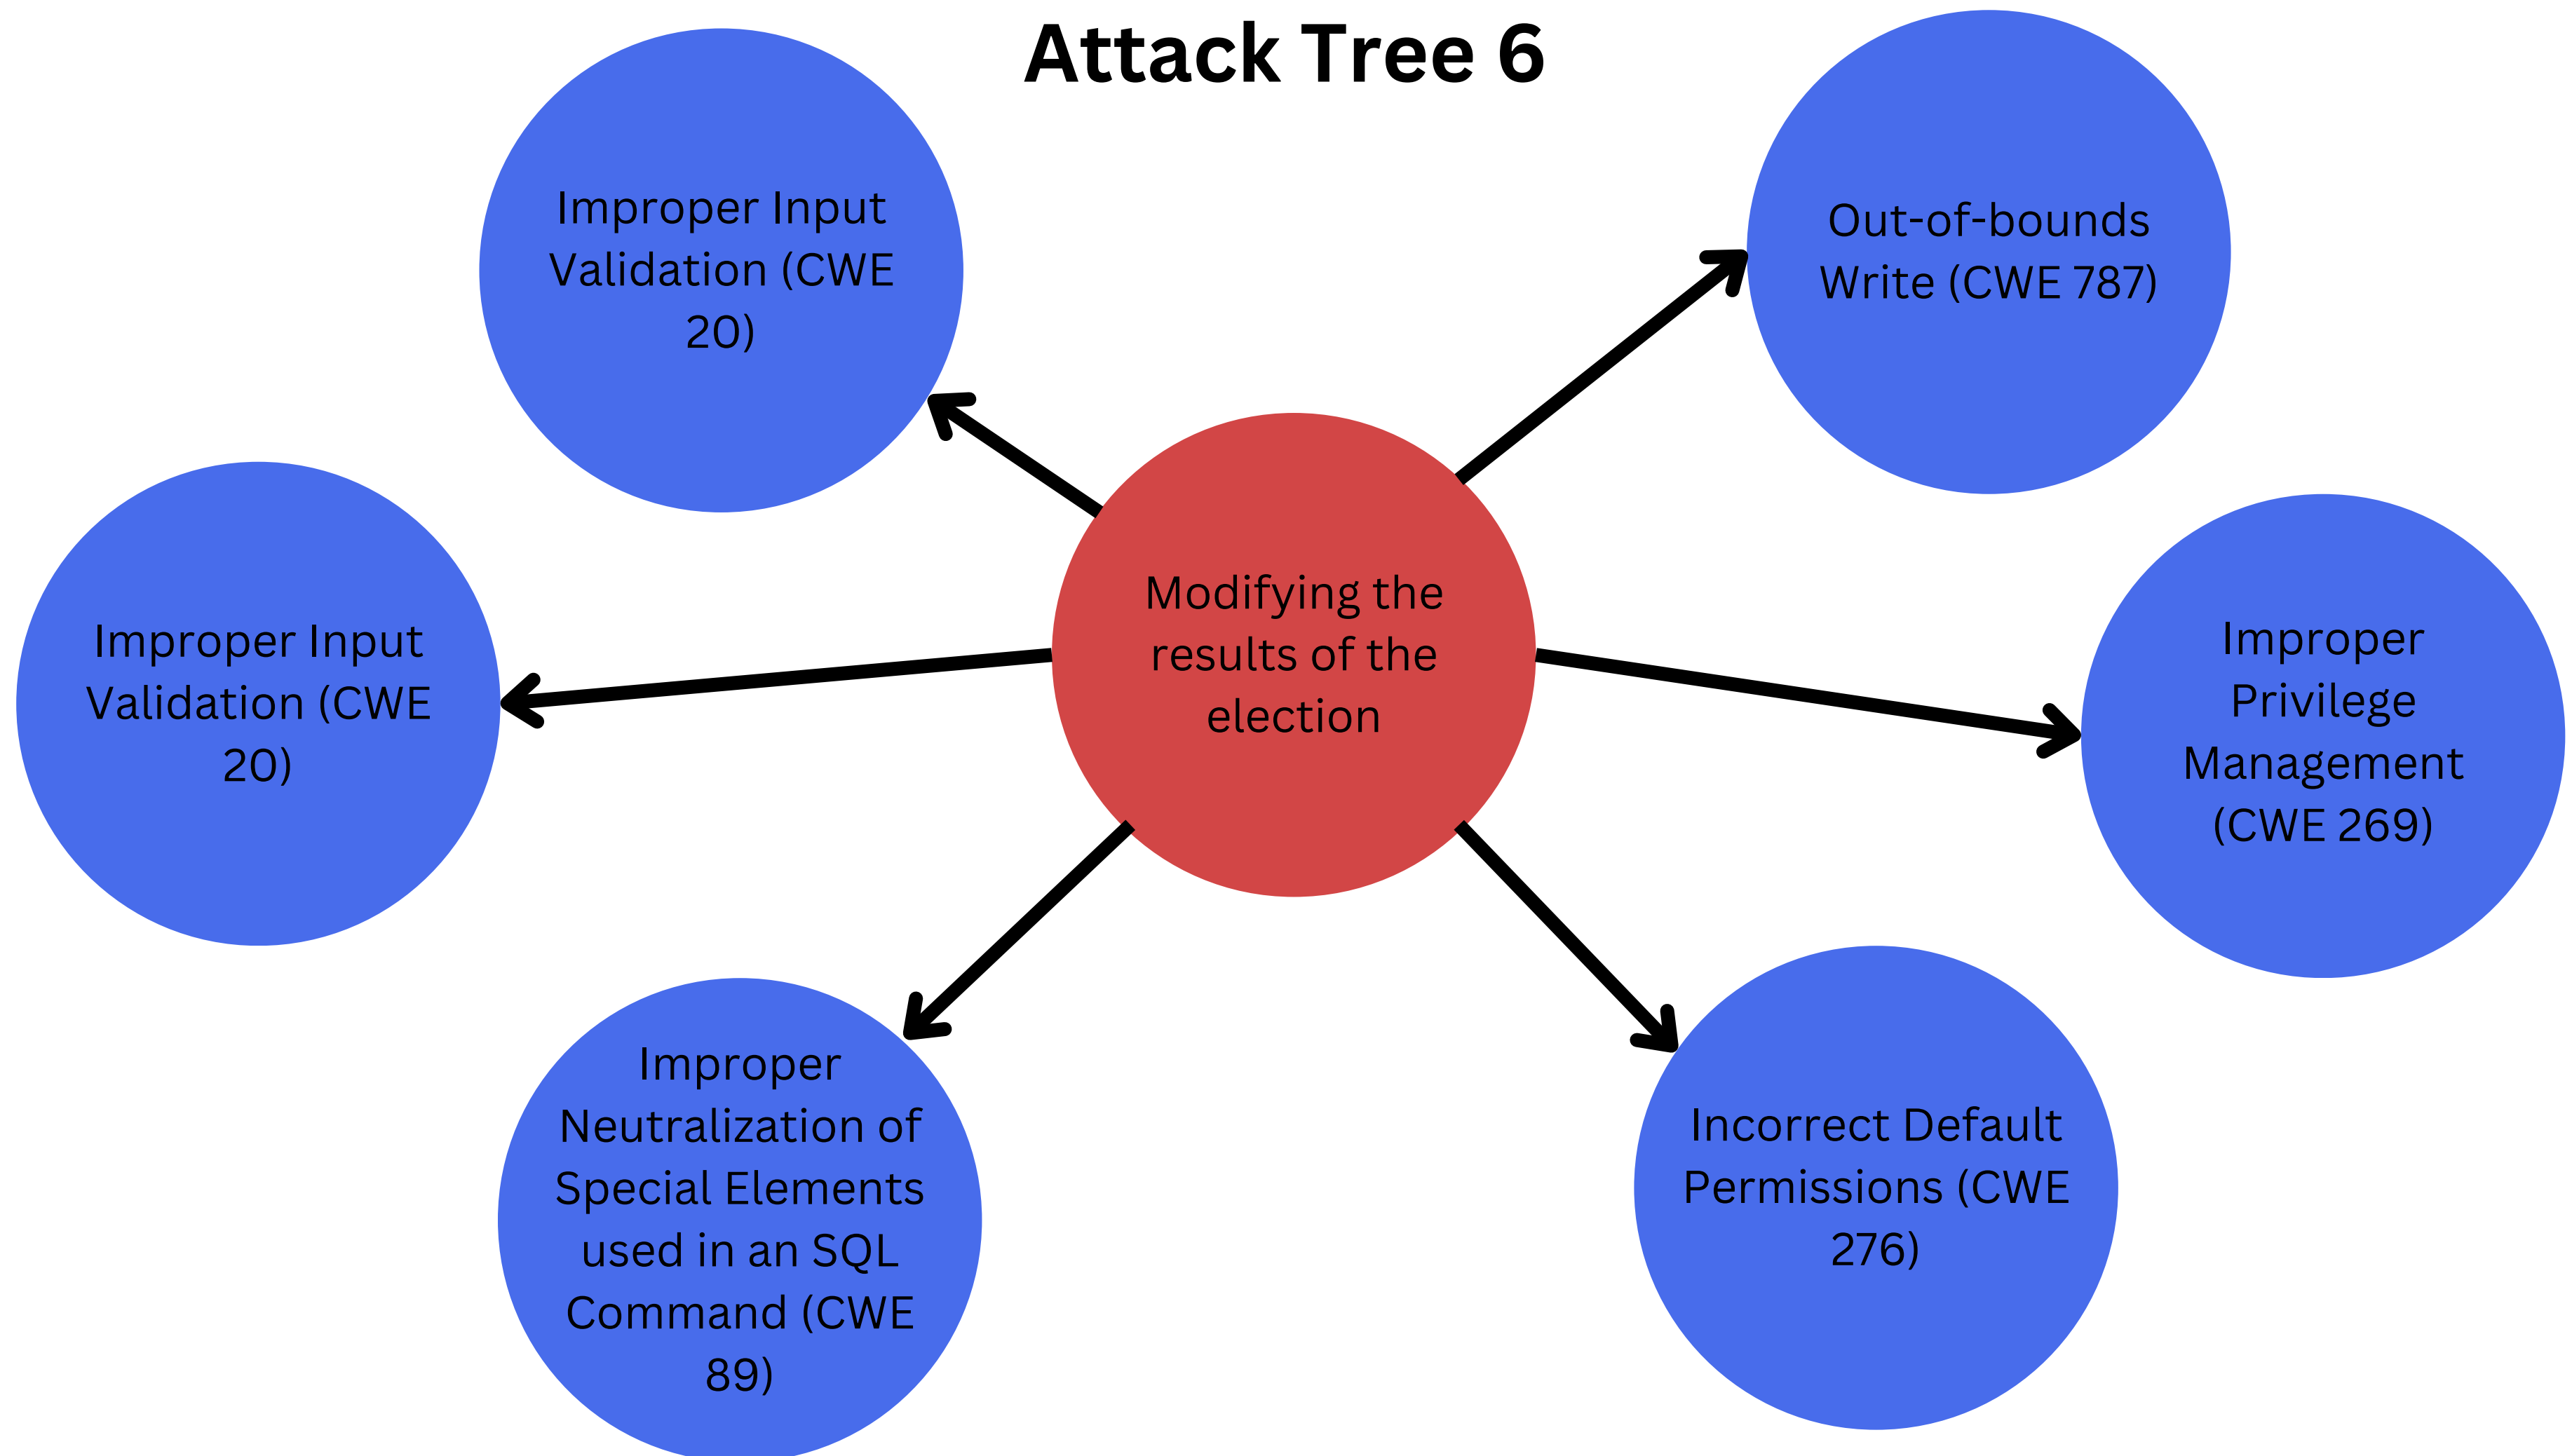 Attack Tree 6
Improper Input
Validation (CWE
20)
Out-of-bounds
Write (CWE 787)
Modifying the
results of the
election
Improper Input
Validation (CWE
20)
Improper
Privilege
Management
(CWE 269)
Improper
Neutralization of
Special Elements
used in an SQL
Command (CWE
89)
Incorrect Default
Permissions (CWE
276)